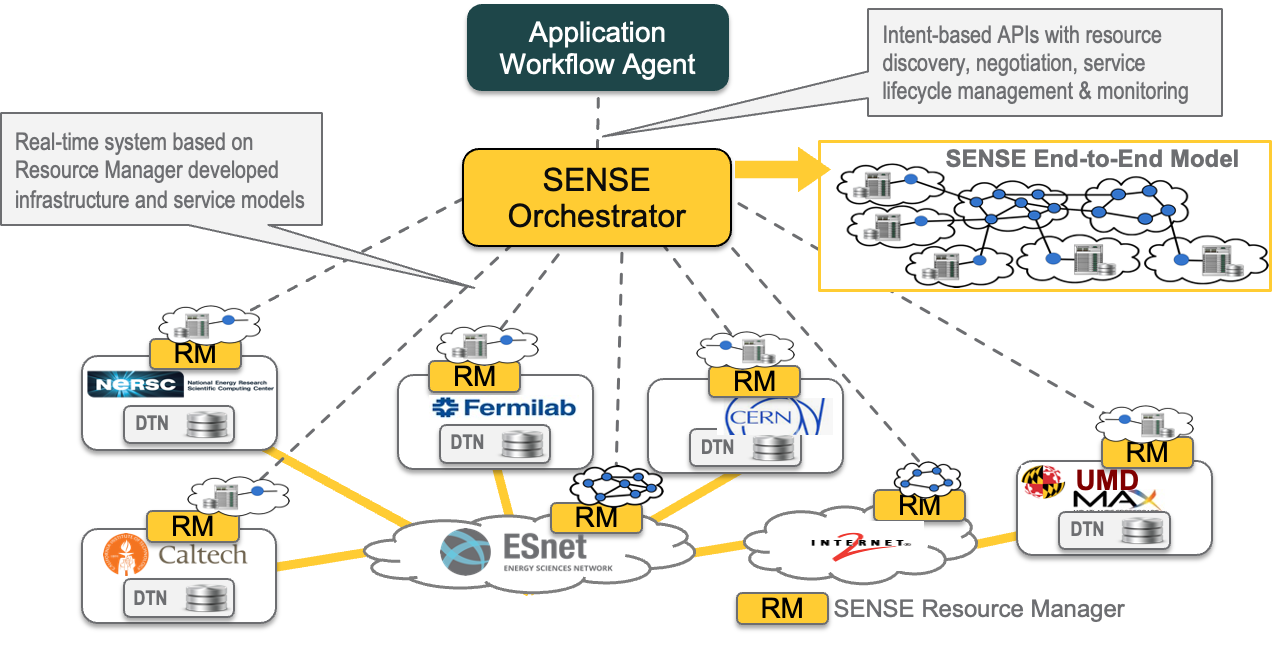 Application
Workflow Agent
Intent-based APIs with resource
discovery, negotiation, service
lifecycle management & monitoring
Real-time system based on
Resource Manager developed
infrastructure and service models
SENSE
Orchestrator
SENSE End-to-End Model
RM
NERSC
National Energy Research
Scientific Computing Center
DTN
RM
Fermilab
DTN
RM
CERN
DTN
RM
UMD
MAX
DTN
RM
Caltech
DTN
RM
ESnet
ENERGY SCIENCES NETWORK
RM
INTERNET
2
RM
SENSE Resource Manager